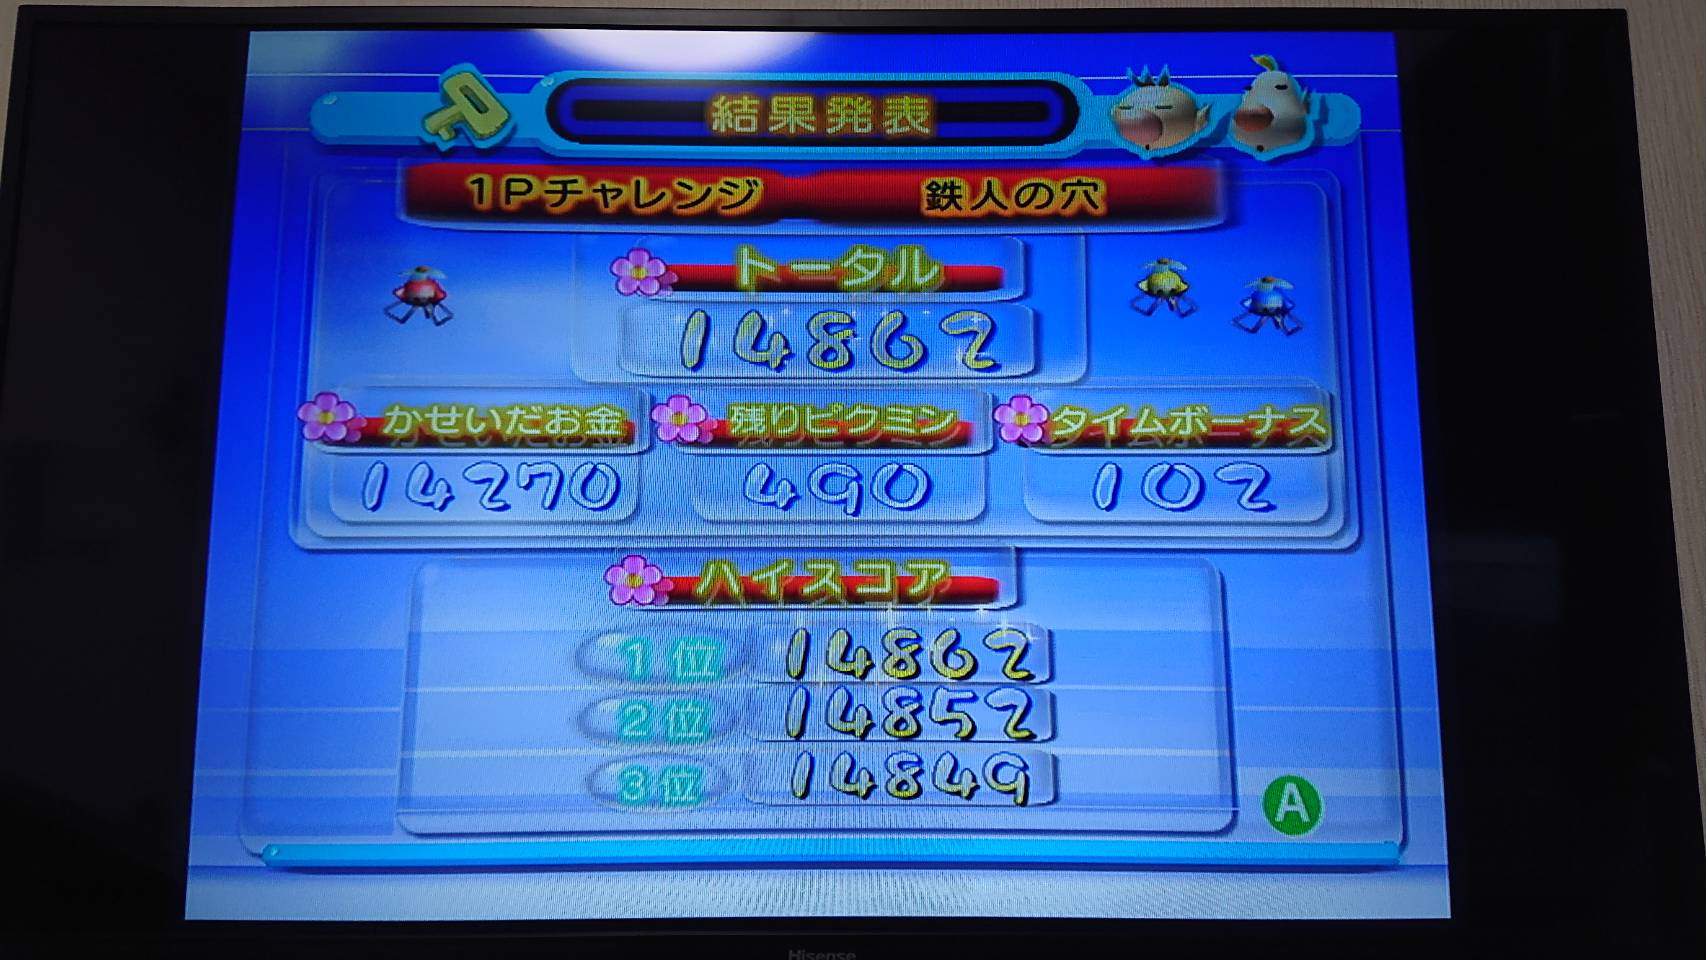 結果発表
1Pチャレンジ 鉄人の穴
トータル
14862
かせいだお金 残りピクミン タイムボーナス
14270 490 102
ハイスコア
1位 14862
2位 14852
3位 14849
A
Hisense